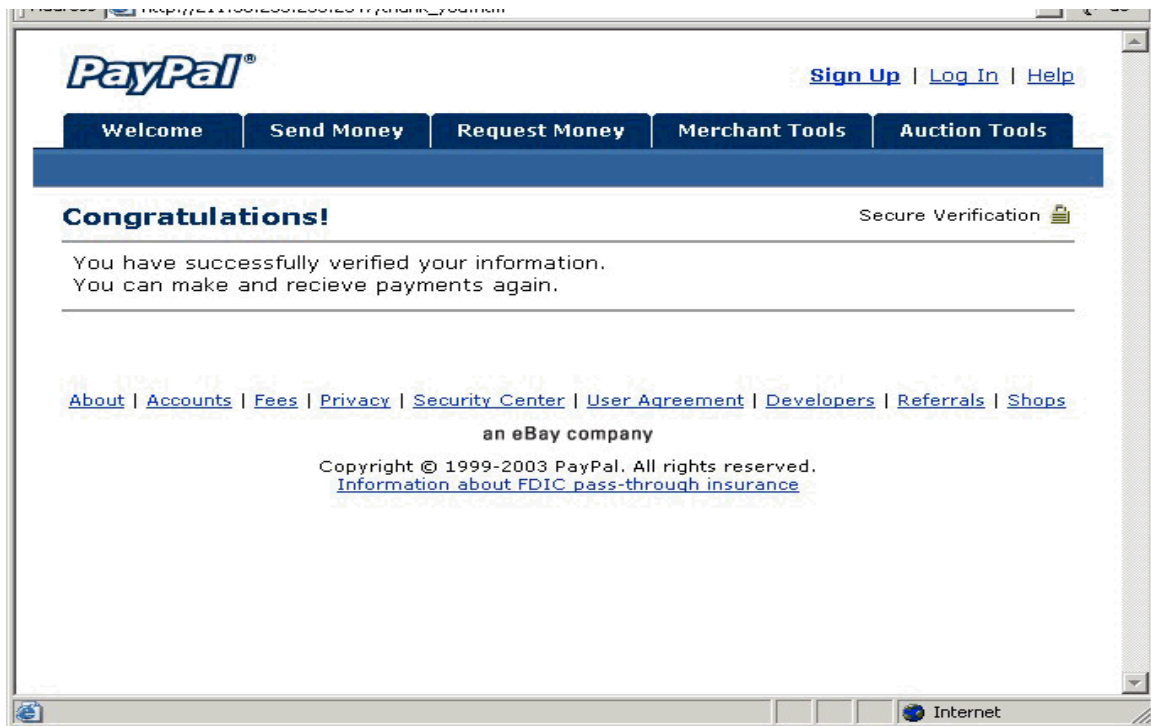 PayPal®
Sign Up | Log In | Help
Welcome Send Money Request Money Merchant Tools Auction Tools
Congratulations! Secure Verification
You have successfully verified your information.
You can make and recieve payments again.
About | Accounts | Fees | Privacy | Security Center | User Agreement | Developers | Referrals | Shops
an eBay company
Copyright © 1999-2003 PayPal. All rights reserved.
Information about FDIC pass-through insurance
Internet